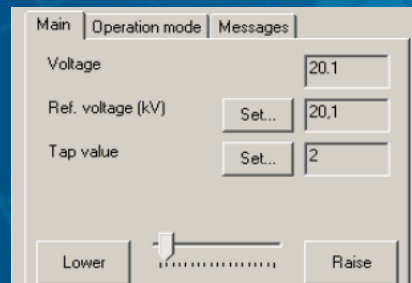 Main Operation mode Messages
Voltage 20.1
Ref. voltage (kV) Set... 20,1
Tap value Set... 2
Lower Raise